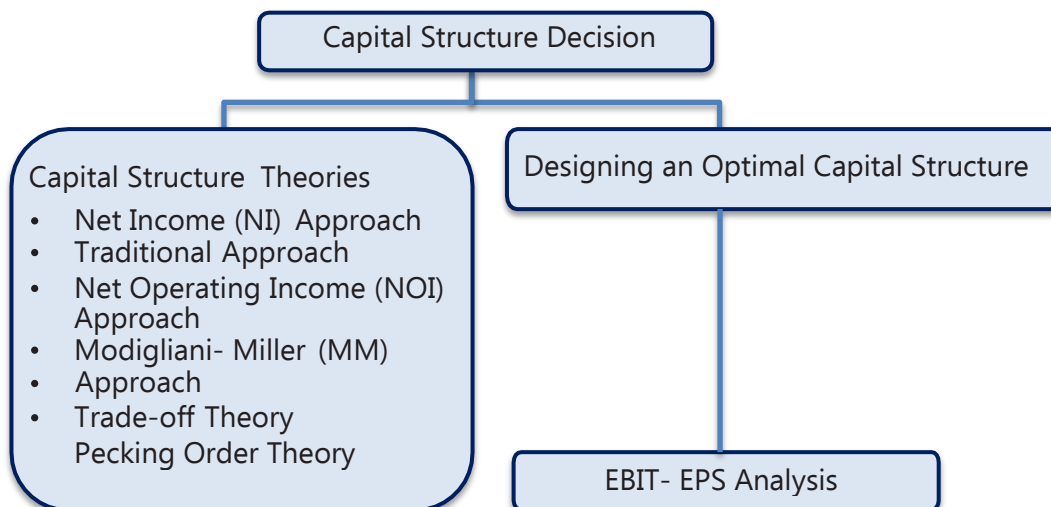 Capital Structure Decision
Capital Structure Theories
• Net Income (NI) Approach
• Traditional Approach
• Net Operating Income (NOI)
Approach
• Modigliani- Miller (MM)
• Approach
• Trade-off Theory
Pecking Order Theory
Designing an Optimal Capital Structure
EBIT- EPS Analysis